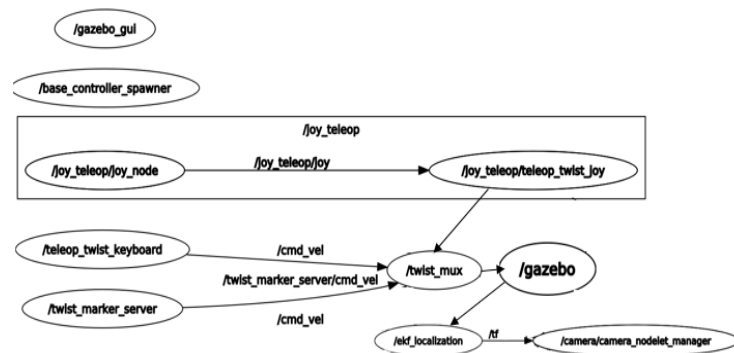 /gazebo_gui
/base_controller_spawner
/joy_teleop
/joy_teleop/joy_node
/joy_teleop/joy
/joy_teleop/teleop_twist_joy
/teleop_twist_keyboard
/cmd_vel
/twist_mux
/gazebo
/twist_marker_server/cmd_vel
/twist_marker_server
/cmd_vel
/ekf_localization
/tf
/camera/camera_nodelet_manager